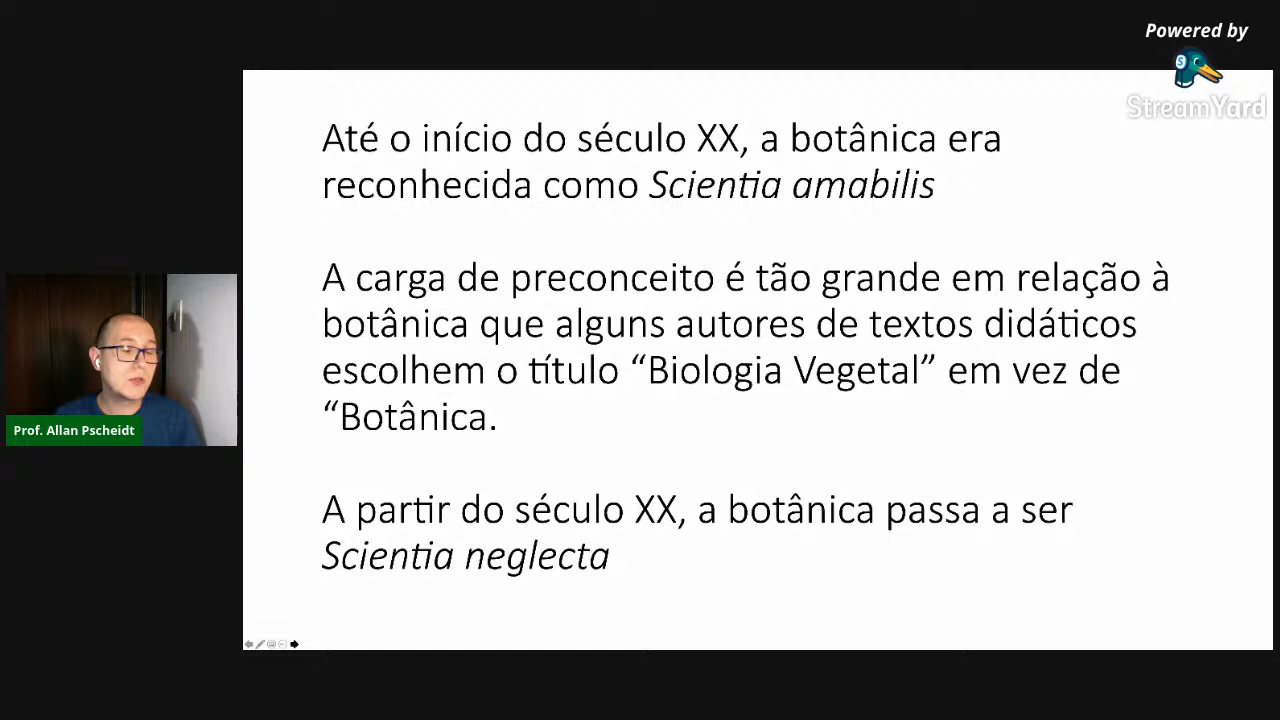 Powered by
StreamYard
Até o início do século XX, a botânica era
reconhecida como Scientia amabilis
A carga de preconceito é tão grande em relação à
botânica que alguns autores de textos didáticos
escolhem o título “Biologia Vegetal” em vez de
“Botânica.
A partir do século XX, a botânica passa a ser
Scientia neglecta
Prof. Allan Pscheidt